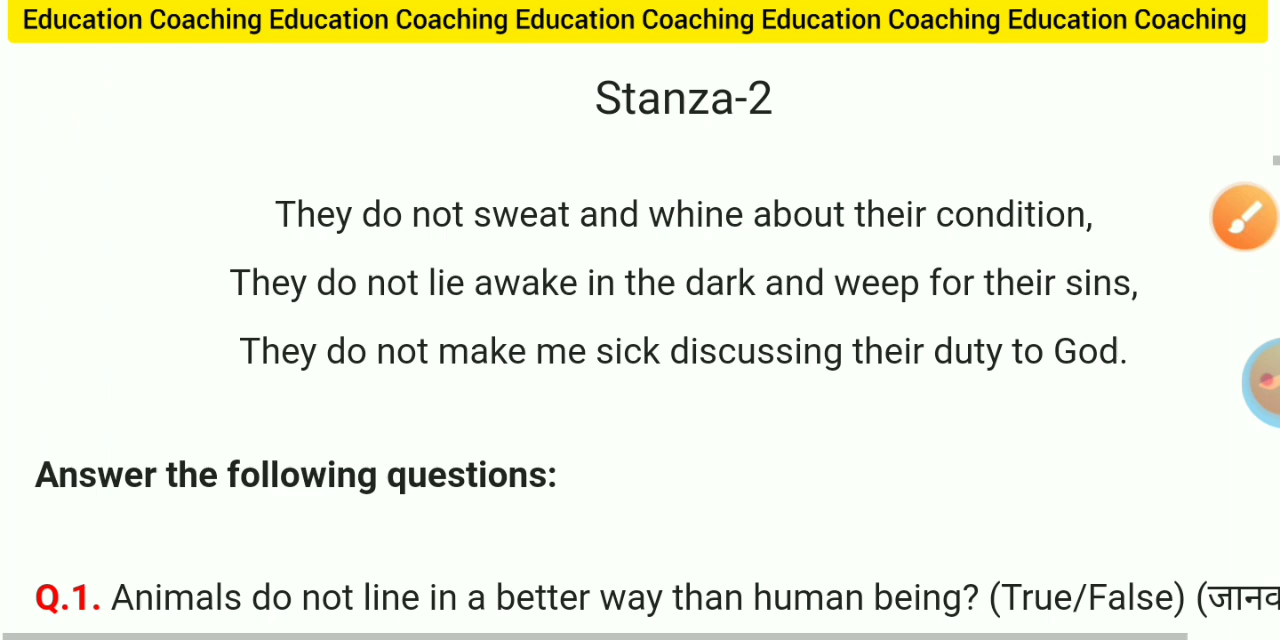 Education Coaching Education Coaching Education Coaching Education Coaching Education Coaching
Stanza-2
They do not sweat and whine about their condition,
They do not lie awake in the dark and weep for their sins,
They do not make me sick discussing their duty to God.
Answer the following questions:
Q.1. Animals do not line in a better way than human being? (True/False) (